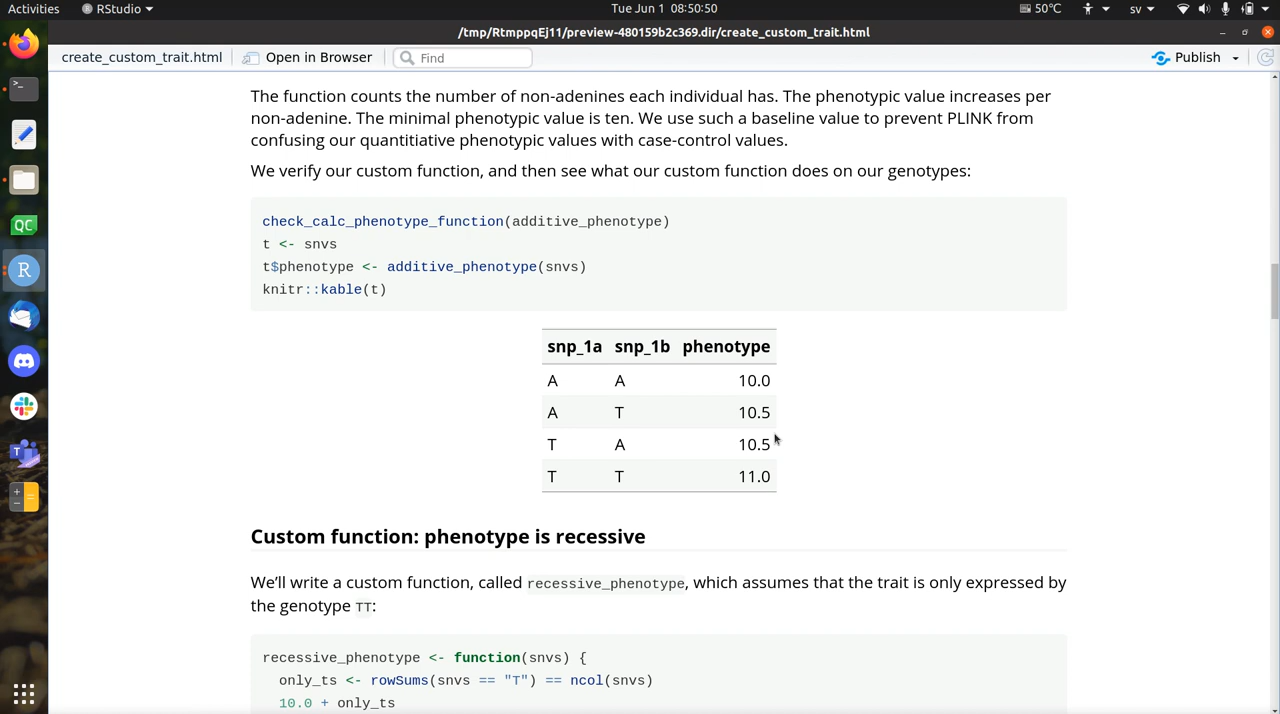 Activities RStudio Tue Jun 1 08:50:50 50°C sv
/tmp/RtmppqEj11/preview-480159b2c369.dir/create_custom_trait.html
create_custom_trait.html Open in Browser Find Publish
The function counts the number of non-adenines each individual has. The phenotypic value increases per
non-adenine. The minimal phenotypic value is ten. We use such a baseline value to prevent PLINK from
confusing our quantitiative phenotypic values with case-control values.
We verify our custom function, and then see what our custom function does on our genotypes:
check_calc_phenotype_function(additive_phenotype)
t <- snvs
t$phenotype <- additive_phenotype(snvs)
knitr::kable(t)
snp_1a snp_1b phenotype
A A 10.0
A T 10.5
T A 10.5
T T 11.0
Custom function: phenotype is recessive
We’ll write a custom function, called recessive_phenotype, which assumes that the trait is only expressed by
the genotype TT:
recessive_phenotype <- function(snvs) {
only_ts <- rowSums(snvs == "T") == ncol(snvs)
10.0 + only_ts
QC
R
T